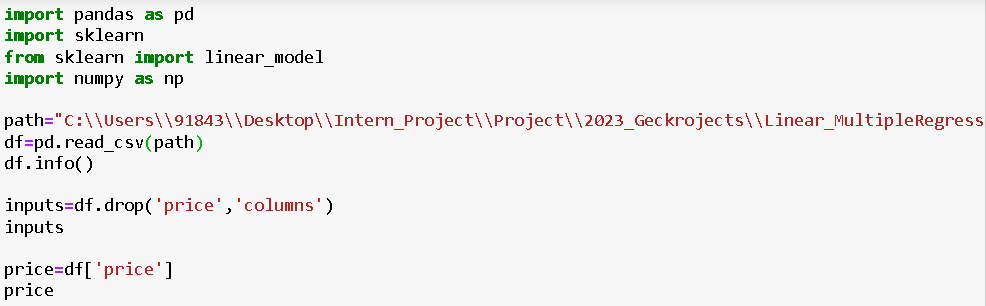 import pandas as pd
import sklearn
from sklearn import linear_model
import numpy as np
path="C:\\Users\\91843\\Desktop\\Intern_Project\\Project\\2023_Geckrojects\\Linear_MultipleRegress
df=pd.read_csv(path)
df.info()
inputs=df.drop('price','columns')
inputs
price=df['price']
price